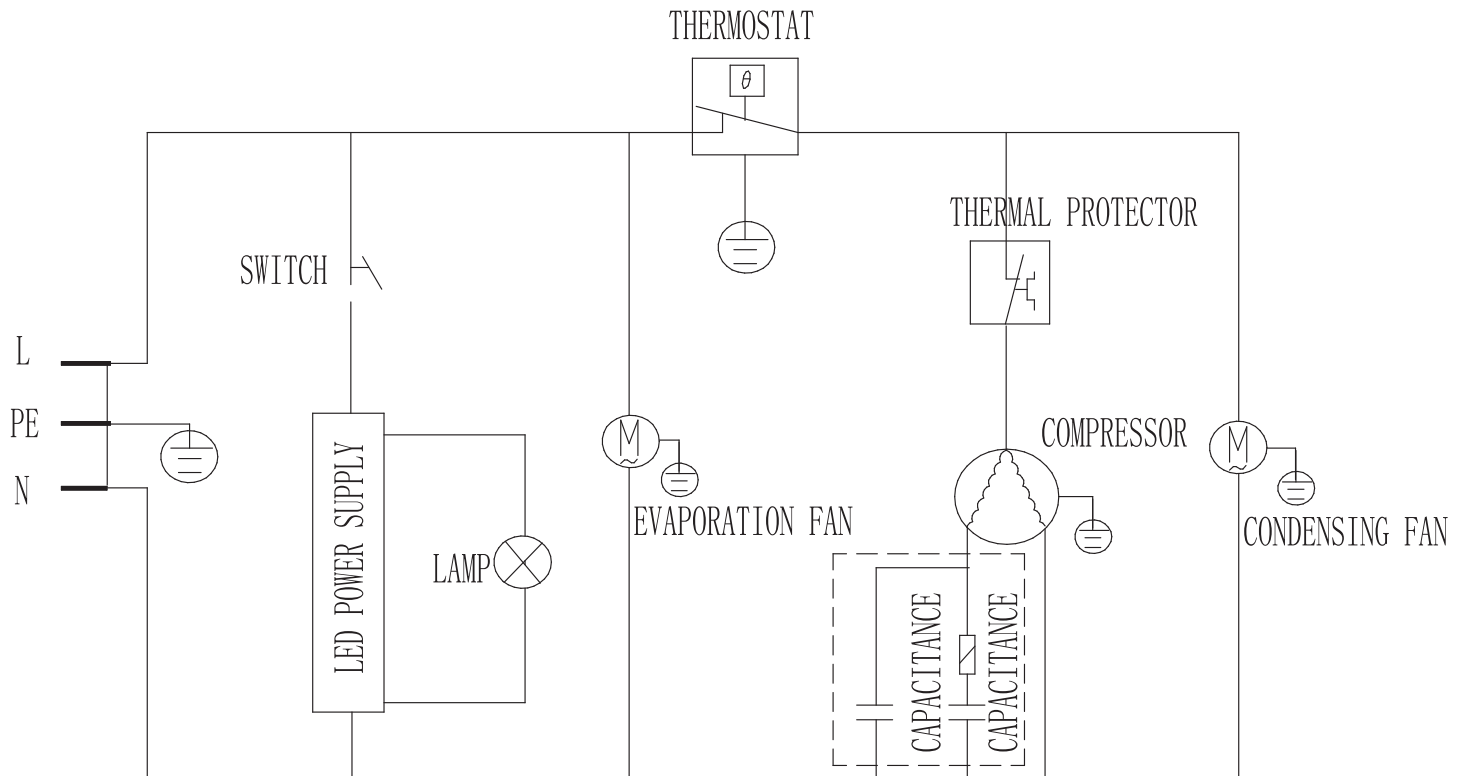 THERMOSTAT
θ
THERMAL PROTECTOR
SWITCH
L
PE
N
LED POWER SUPPLY
LAMP
M
~
EVAPORATION FAN
COMPRESSOR
M
~
CONDENSING FAN
CAPACITANCE
CAPACITANCE